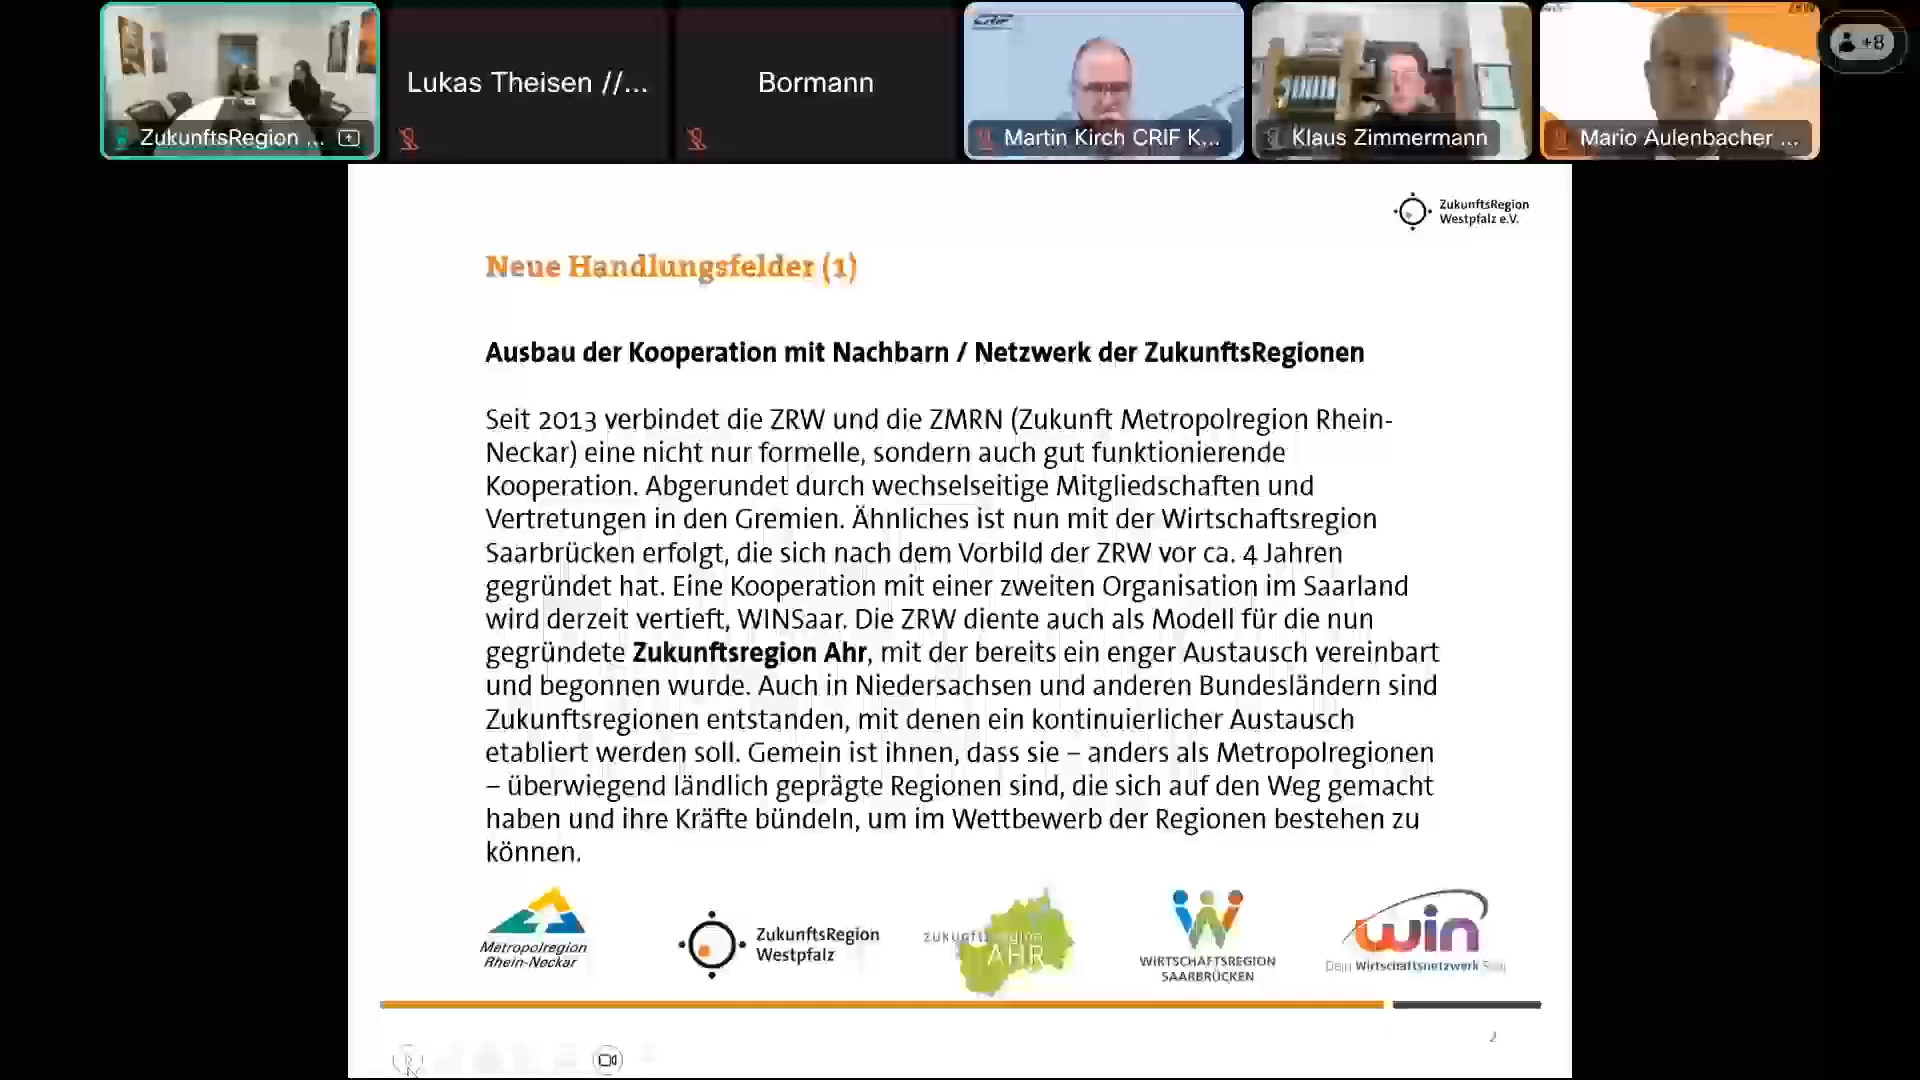 ZukunftsRegion ...
Lukas Theisen //...
Bormann
Martin Kirch CRIF K...
Klaus Zimmermann
Mario Aulenbacher ...
+8
ZukunftsRegion
Westpfalz e.V.
Neue Handlungsfelder (1)
Ausbau der Kooperation mit Nachbarn / Netzwerk der ZukunftsRegionen
Seit 2013 verbindet die ZRW und die ZMRN (Zukunft Metropolregion Rhein-
Neckar) eine nicht nur formelle, sondern auch gut funktionierende
Kooperation. Abgerundet durch wechselseitige Mitgliedschaften und
Vertretungen in den Gremien. Ähnliches ist nun mit der Wirtschaftsregion
Saarbrücken erfolgt, die sich nach dem Vorbild der ZRW vor ca. 4 Jahren
gegründet hat. Eine Kooperation mit einer zweiten Organisation im Saarland
wird derzeit vertieft, WINSaar. Die ZRW diente auch als Modell für die nun
gegründete Zukunftsregion Ahr, mit der bereits ein enger Austausch vereinbart
und begonnen wurde. Auch in Niedersachsen und anderen Bundesländern sind
Zukunftsregionen entstanden, mit denen ein kontinuierlicher Austausch
etabliert werden soll. Gemein ist ihnen, dass sie – anders als Metropolregionen
– überwiegend ländlich geprägte Regionen sind, die sich auf den Weg gemacht
haben und ihre Kräfte bündeln, um im Wettbewerb der Regionen bestehen zu
können.
Metropolregion
Rhein-Neckar
ZukunftsRegion
Westpfalz
zukunftsregion
AHR
WIRTSCHAFTSREGION
SAARBRÜCKEN
win
Dein Wirtschaftsnetzwerk Saar
2